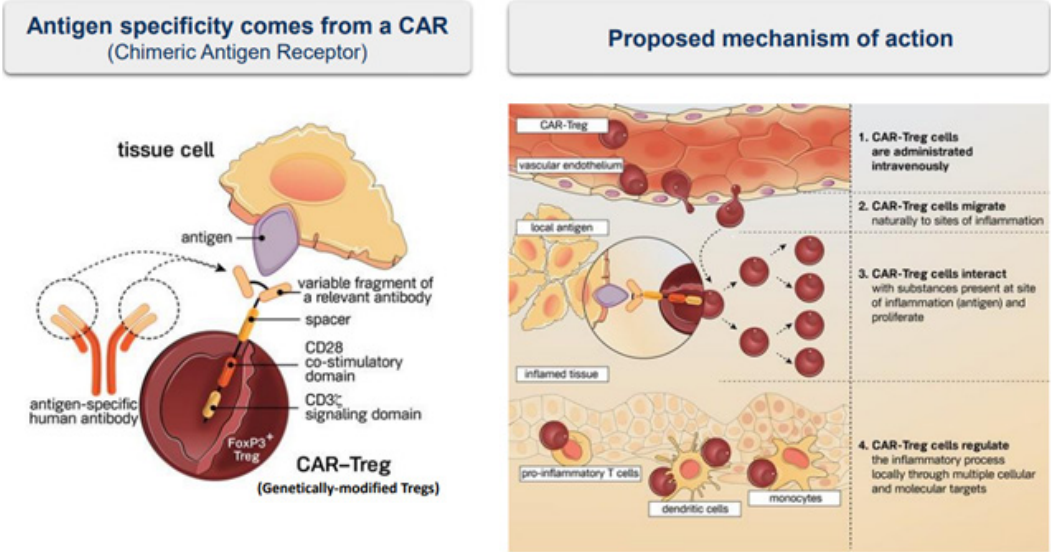 Antigen specificity comes from a CAR
(Chimeric Antigen Receptor)
tissue cell
antigen
variable fragment of
a relevant antibody
spacer
CD28
co-stimulatory
domain
CD3ζ
signaling domain
antigen-specific
human antibody
FoxP3+
Treg
CAR–Treg
(Genetically-modified Tregs)
Proposed mechanism of action
CAR-Treg
vascular endothelium
local antigen
inflamed tissue
pro-inflammatory T cells
dendritic cells
monocytes
1. CAR-Treg cells
are administrated
intravenously
2. CAR-Treg cells migrate
naturally to sites of inflammation
3. CAR-Treg cells interact
with substances present at site
of inflammation (antigen) and
proliferate
4. CAR-Treg cells regulate
the inflammatory process
locally through multiple cellular
and molecular targets